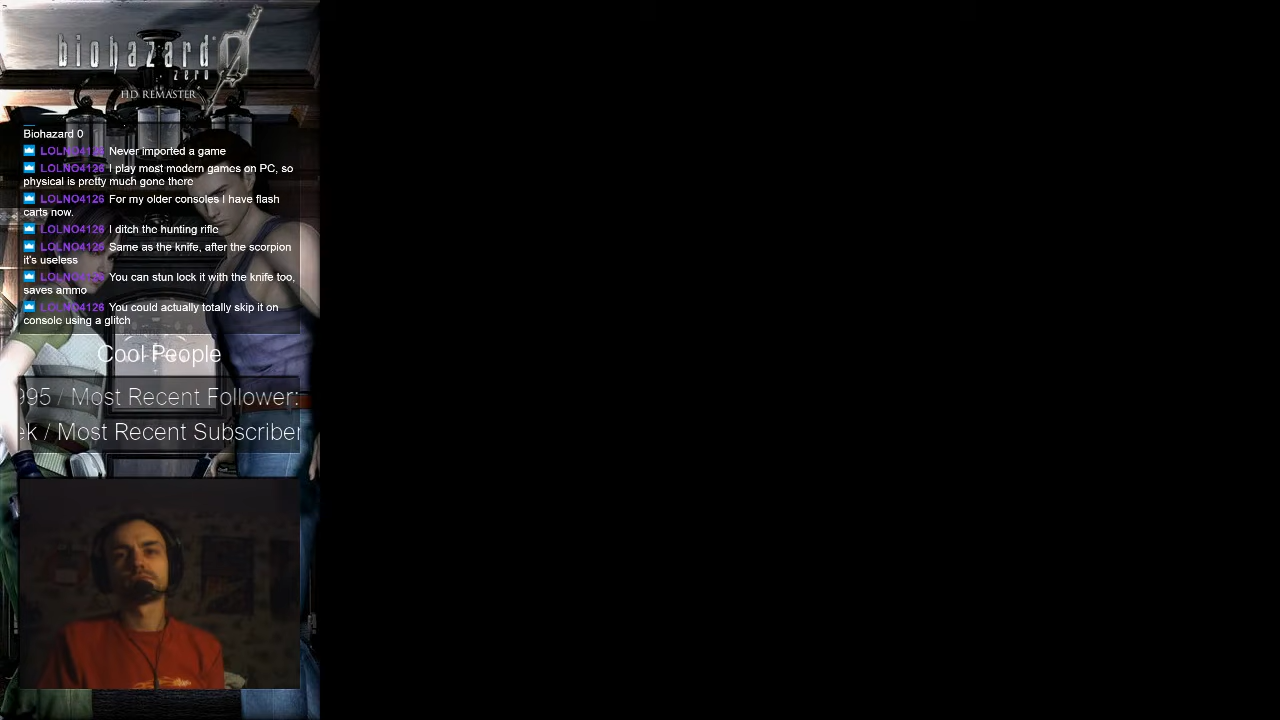 biohazard 0
zero
HD REMASTER
Biohazard 0
LOLNO4126 Never imported a game
LOLNO4126 I play most modern games on PC, so
physical is pretty much gone there
LOLNO4126 For my older consoles I have flash
carts now.
LOLNO4126 I ditch the hunting rifle
LOLNO4126 Same as the knife, after the scorpion
it's useless
LOLNO4126 You can stun lock it with the knife too,
saves ammo
LOLNO4126 You could actually totally skip it on
console using a glitch
Cool People
995 / Most Recent Follower:
ek / Most Recent Subscriber